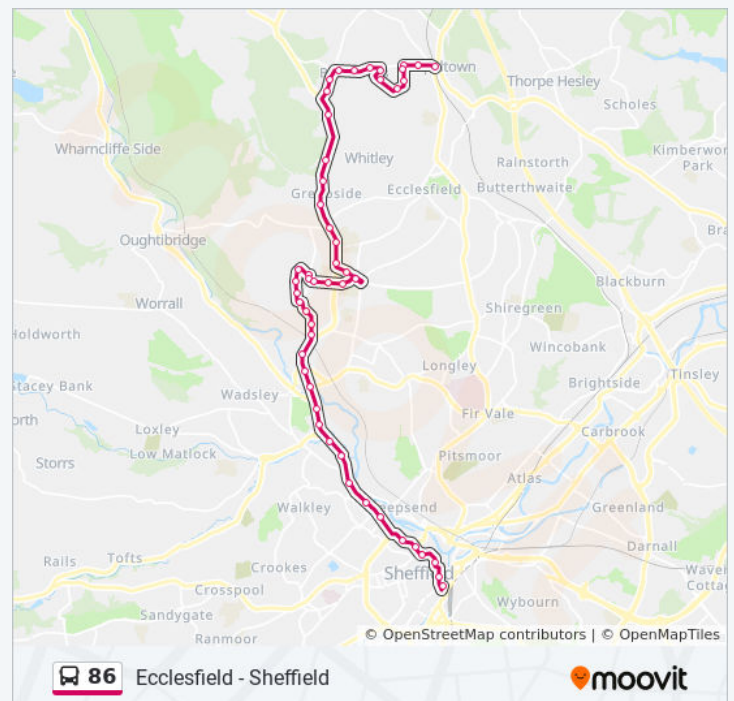 Thorpe Hesley
Scholes
Wharncliffe Side
Whitley
Kimberwor
Park
Rainstorth
Ecclesfield
Butterthwaite
Oughtibridge
Blackburn
Worrall
Shiregreen
Holdworth
Wincobank
Longley
Brightside
Tinsley
Stacey Bank
Wadsley
Fir Vale
Loxley
Carbrook
Low Matlock
Pitsmoor
Storrs
Atlas
Walkley
Greenland
Darnall
Rails
Tofts
Crookes
Sheffield
Crosspool
Wybourn
Sandygate
Ranmoor
© OpenStreetMap contributors | © OpenMapTiles
86 Ecclesfield - Sheffield
moovit